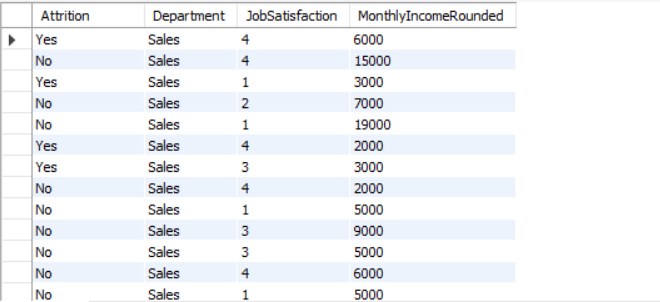 Attrition Department JobSatisfaction MonthlyIncomeRounded
Yes Sales 4 6000
No Sales 4 15000
Yes Sales 1 3000
No Sales 2 7000
No Sales 1 19000
Yes Sales 4 2000
Yes Sales 3 3000
No Sales 4 2000
No Sales 1 5000
No Sales 3 9000
No Sales 3 5000
No Sales 4 6000
No Sales 1 5000